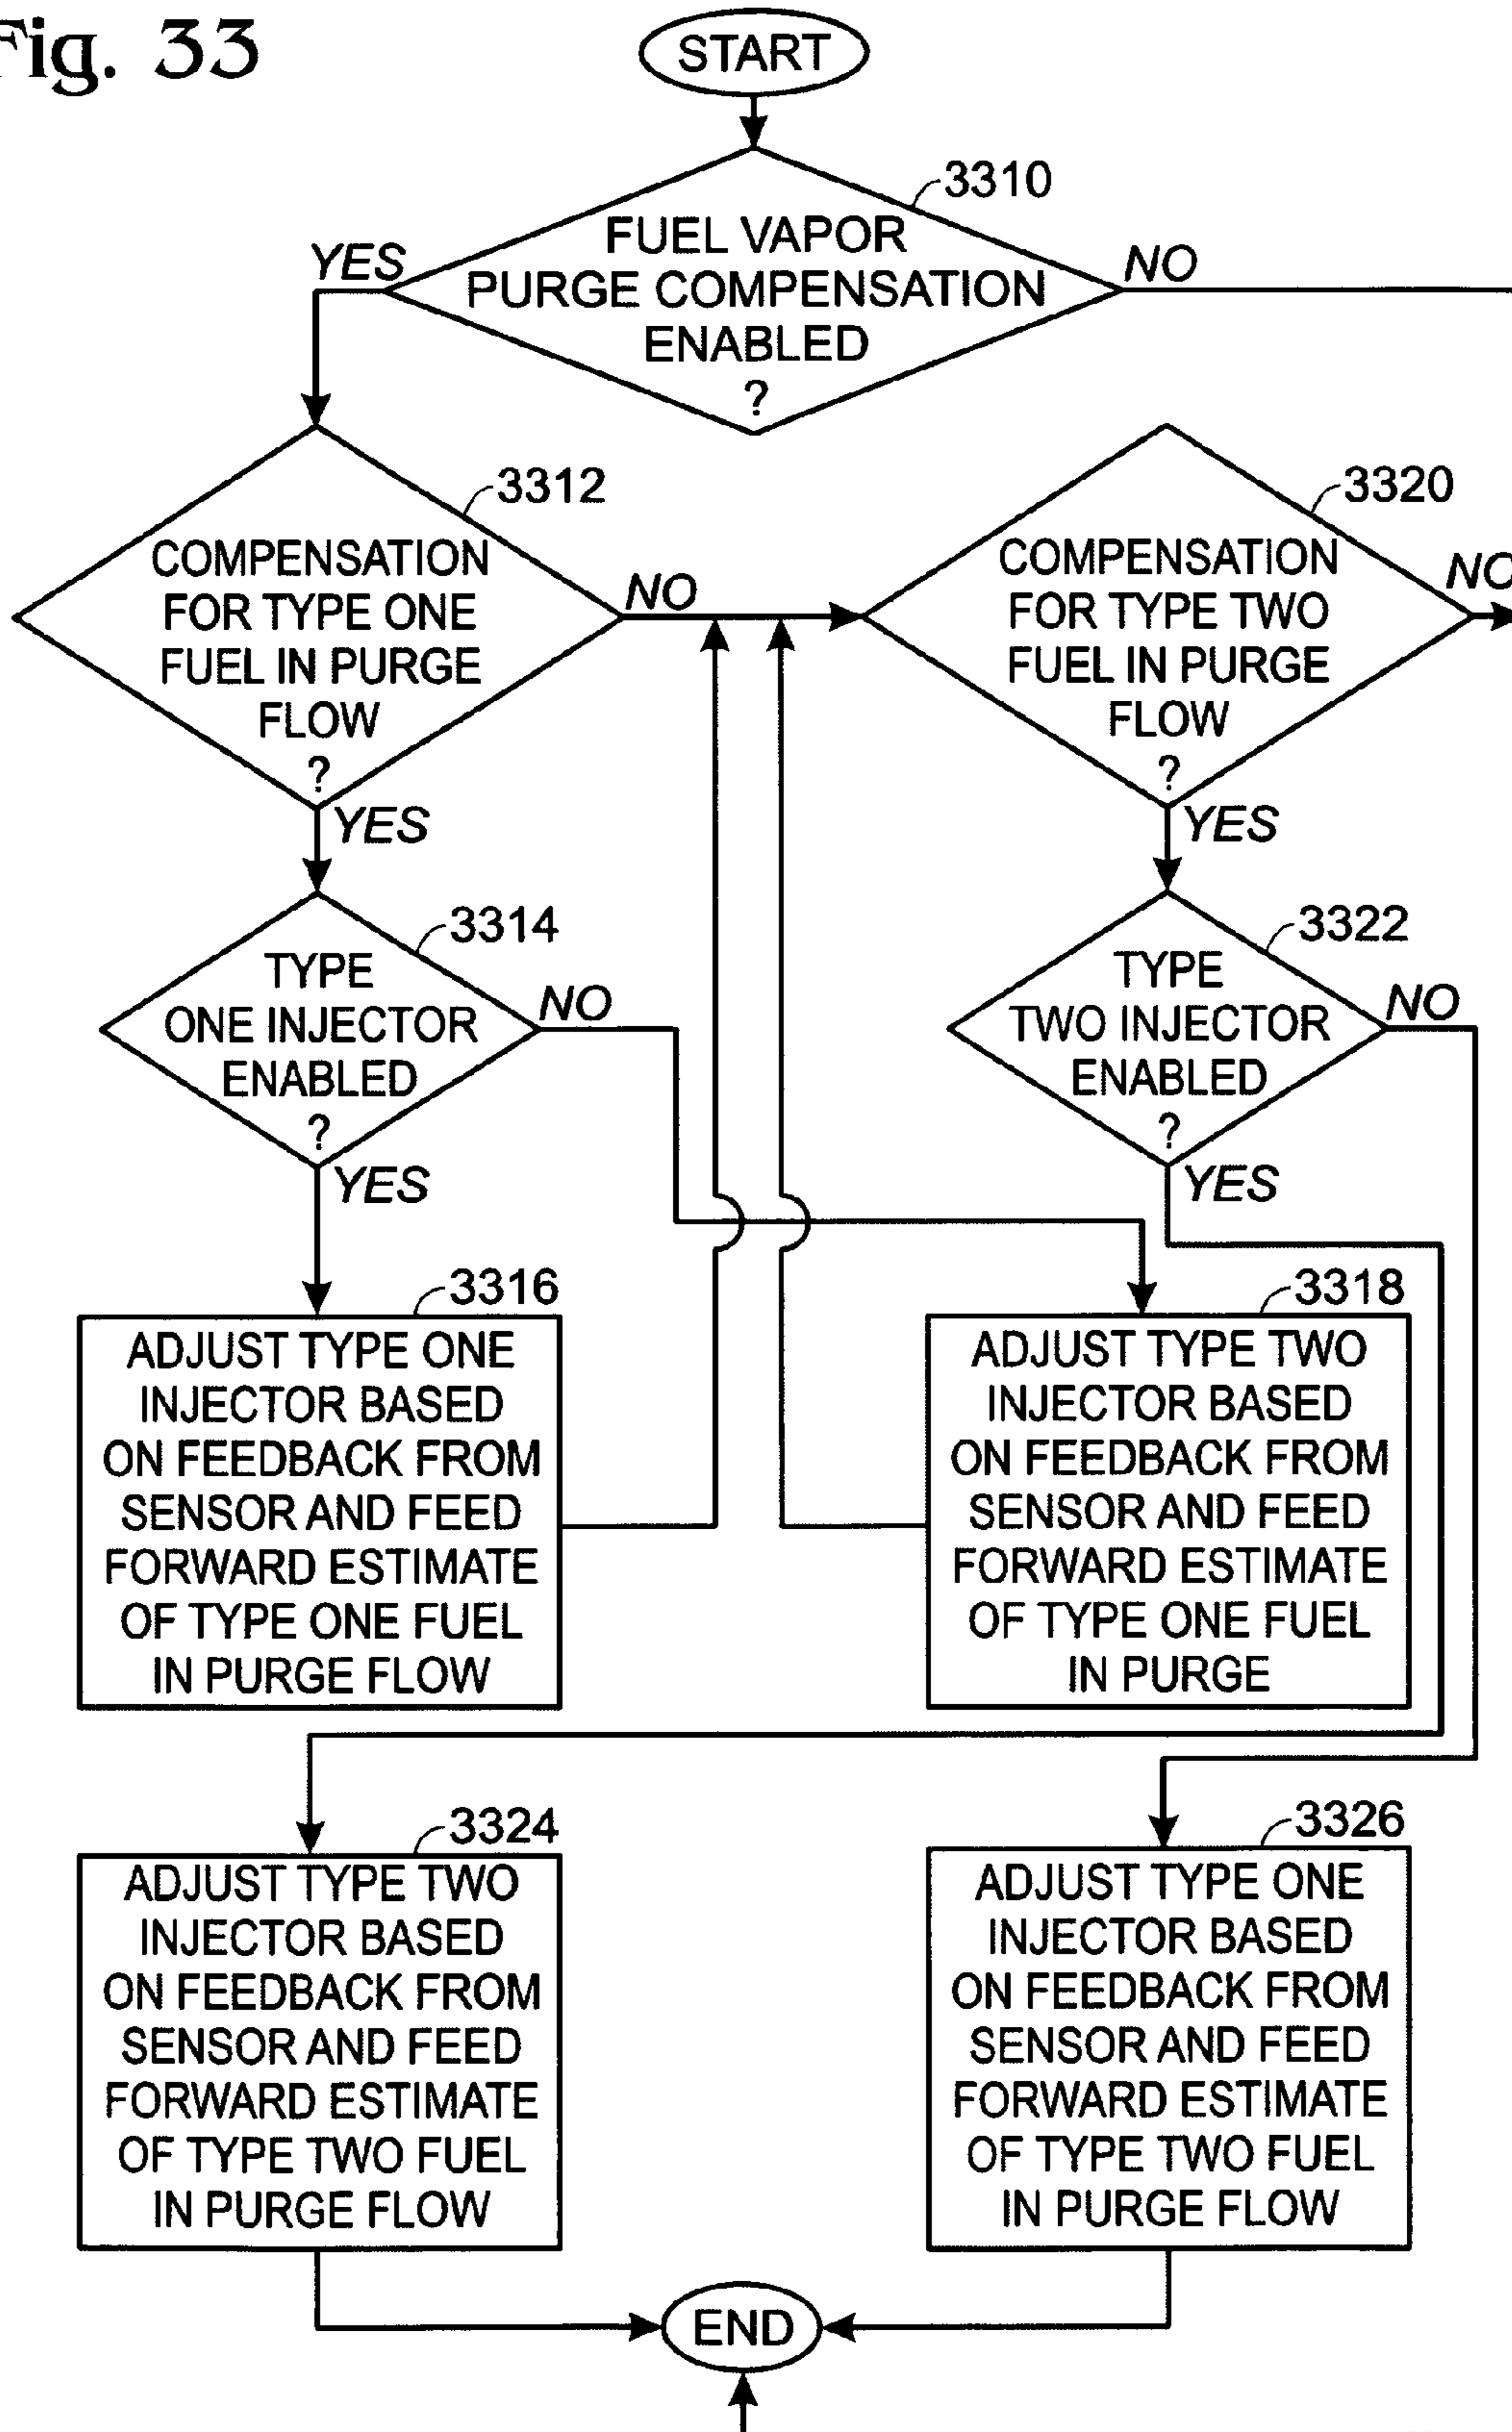 Fig. 33
START
3310
FUEL VAPOR
PURGE COMPENSATION
ENABLED
?
YES
NO
3312
COMPENSATION
FOR TYPE ONE
FUEL IN PURGE
FLOW
?
NO
YES
3320
COMPENSATION
FOR TYPE TWO
FUEL IN PURGE
FLOW
?
NO
YES
3314
TYPE
ONE INJECTOR
ENABLED
?
NO
YES
3322
TYPE
TWO INJECTOR
ENABLED
?
NO
YES
3316
ADJUST TYPE ONE
INJECTOR BASED
ON FEEDBACK FROM
SENSOR AND FEED
FORWARD ESTIMATE
OF TYPE ONE FUEL
IN PURGE FLOW
3318
ADJUST TYPE TWO
INJECTOR BASED
ON FEEDBACK FROM
SENSOR AND FEED
FORWARD ESTIMATE
OF TYPE ONE FUEL
IN PURGE
3324
ADJUST TYPE TWO
INJECTOR BASED
ON FEEDBACK FROM
SENSOR AND FEED
FORWARD ESTIMATE
OF TYPE TWO FUEL
IN PURGE FLOW
3326
ADJUST TYPE ONE
INJECTOR BASED
ON FEEDBACK FROM
SENSOR AND FEED
FORWARD ESTIMATE
OF TYPE TWO FUEL
IN PURGE FLOW
END